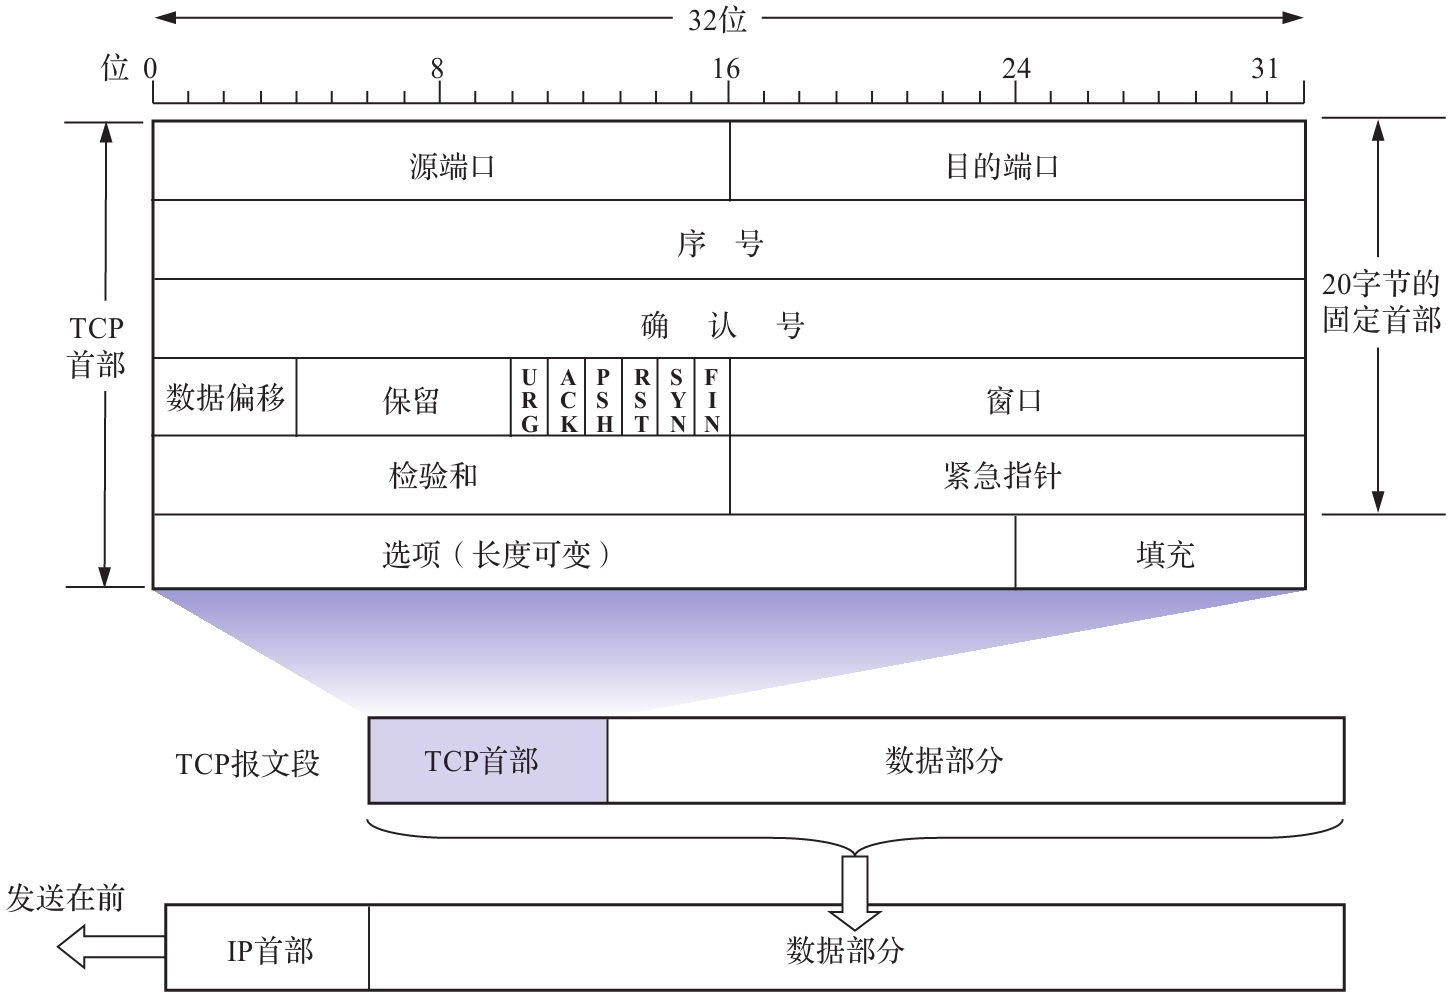 32位
位 0 8 16 24 31
源端口 目的端口
序 号
确 认 号
TCP
首部
20字节的
固定首部
数据偏移 保留 URG ACK PSH RST SYN FIN 窗口
检验和 紧急指针
选项（长度可变） 填充
TCP报文段 TCP首部 数据部分
发送在前
IP首部 数据部分